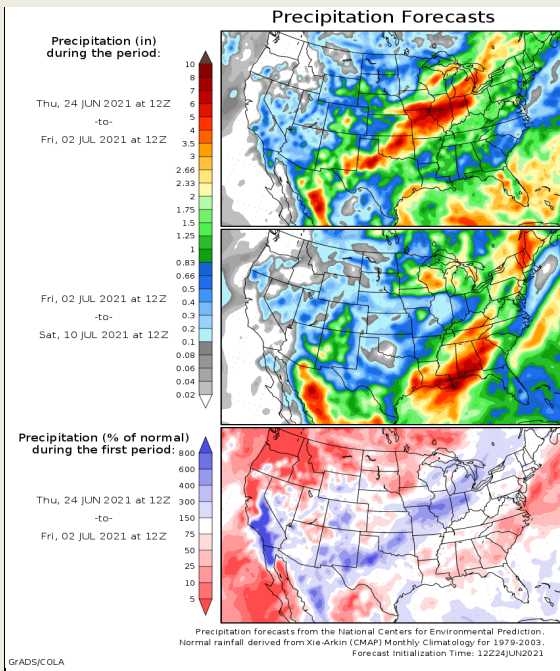 Precipitation Forecasts
Precipitation (in)
during the period:
Thu, 24 JUN 2021 at 12Z
-to-
Fri, 02 JUL 2021 at 12Z
10
8
7
6
5
4
3.5
3
2.66
2.33
2
1.75
1.5
1.25
1
0.83
0.66
0.5
0.4
0.3
0.2
0.1
0.08
0.06
0.04
0.02
Fri, 02 JUL 2021 at 12Z
-to-
Sat, 10 JUL 2021 at 12Z
Precipitation (% of normal)
during the first period:
Thu, 24 JUN 2021 at 12Z
-to-
Fri, 02 JUL 2021 at 12Z
800
600
400
300
150
75
50
25
10
5
Precipitation forecasts from the National Centers for Environmental Prediction.
Normal rainfall derived from Xie-Arkin (CMAP) Monthly Climatology for 1979-2003.
Forecast Initialization Time: 12Z24JUN2021
GrADS/COLA